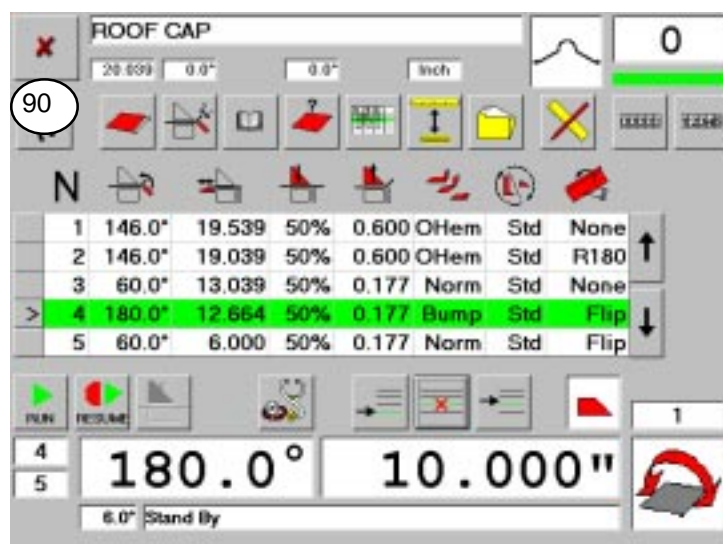 ROOF CAP
0
20.039 0.0° 0.0° Inch
90
?
N
1 146.0° 19.539 50% 0.600 OHem Std None
2 146.0° 19.039 50% 0.600 OHem Std R180
3 60.0° 13.039 50% 0.177 Norm Std None
> 4 180.0° 12.664 50% 0.177 Bump Std Flip
5 60.0° 6.000 50% 0.177 Norm Std Flip
RUN RESUME
1
4
5
180.0° 10.000"
6.0° Stand By